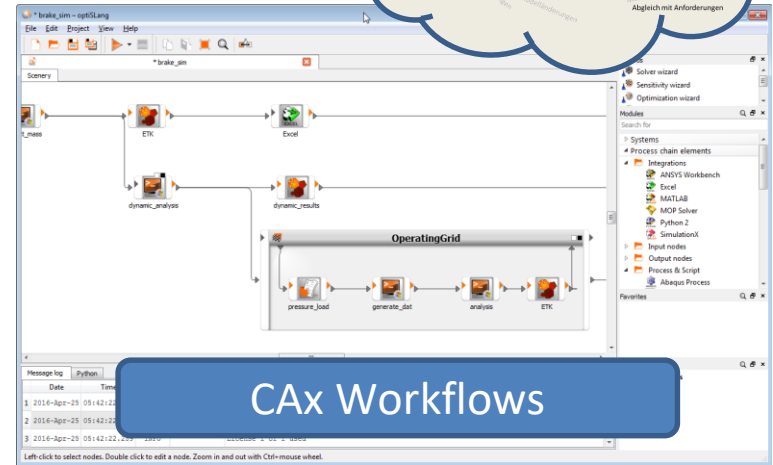 * brake_sim - optiSLang
File Edit Project View Help
Abgleich mit Anforderungen
* brake_sim
Scenery
Solver wizard
Sensitivity wizard
Optimization wizard
Modules
Search for
Systems
Process chain elements
Integrations
ANSYS Workbench
Excel
MATLAB
MOP Solver
Python 2
SimulationX
Input nodes
Output nodes
Process & Script
Abaqus Process
Favorites
t_mass
ETK
EXCEL
Excel
dynamic_analysis
dynamic_results
OperatingGrid
pressure_load
generate_dat
analysis
ETK
CAx Workflows
Message log Python
Date Time
1 2016-Apr-25 05:42:22
2 2016-Apr-25 05:42:22
3 2016-Apr-25 05:42:22
Left-click to select nodes. Double click to edit a node. Zoom in and out with Ctrl+mouse wheel.